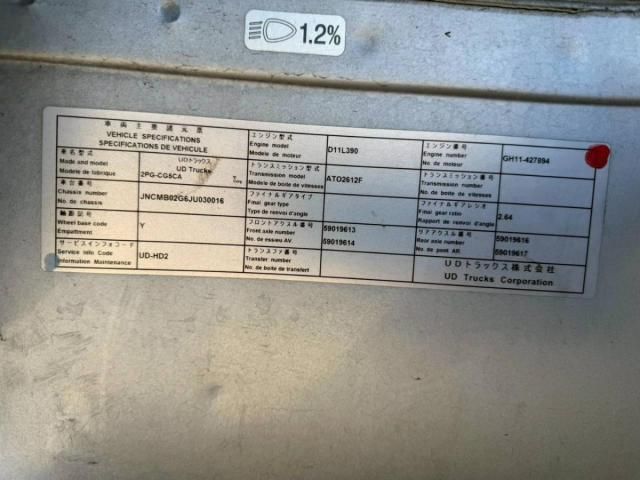 1.2%
車両主要諸元表
VEHICLE SPECIFICATIONS
SPECIFICATIONS DE VEHICULE
車名型式
Made and model
Modele de fabrique
UDトラックス
UD Trucks
2PG-CG5CA
車台番号
Chassis number
No. de chassis
JNCMB02G6JU030016
軸距記号
Wheel base code
Empattement
Y
サービスインフォコード
Service info Code
Information Maintenance
UD-HD2
エンジン型式
Engine model
Modele de moteur
D11L390
トランスミッション型式
Transmission model
Modele de boite de vitesses
ATO2612F
ファイナルギアタイプ
Final gear type
Type de renvoi d'angle
フロントアクスル番号
Front axle number
No. de essieu AV.
59019613
59019614
トランスファ番号
Transfer number
No. de boite de transfert
エンジン番号
Engine number
No. de moteur
GH11-427894
トランスミッション番号
Transmission number
No. de boite de vitesses
ファイナルギアレシオ
Final gear ratio
Rapport de renvoi d'angle
2.64
リアアクスル番号
Rear axle number
No. de pont AR.
59019616
59019617
UDトラックス株式会社
UD Trucks Corporation